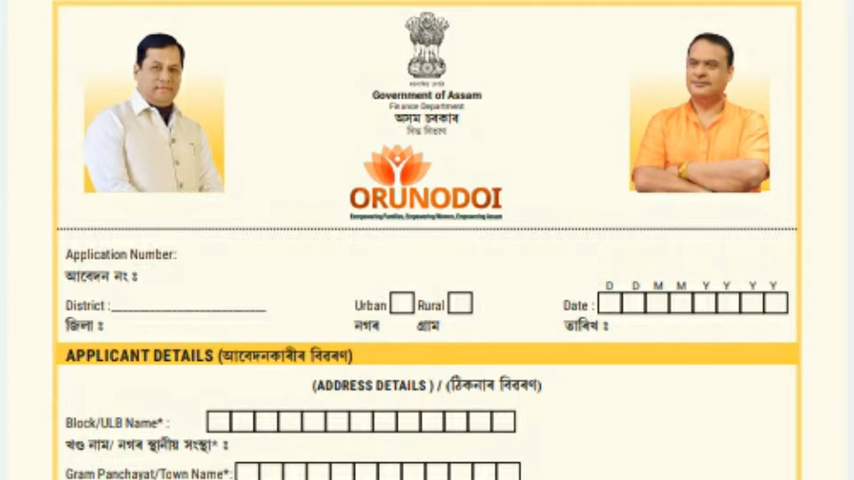 Government of Assam
Finance Department
অসম চৰকাৰ
বিত্ত বিভাগ
ORUNODOI
Empowering Families, Empowering Women, Empowering Assam
Application Number:
আবেদন নং ঃ
D D M M Y Y Y Y
District :
Urban Rural
Date :
জিলা ঃ
নগৰ গ্ৰাম
তাৰিখ ঃ
APPLICANT DETAILS (আবেদনকাৰীৰ বিৱৰণ)
(ADDRESS DETAILS ) / (ঠিকনাৰ বিৱৰণ)
Block/ULB Name* :
খণ্ড নাম/ নগৰ স্থানীয় সংস্থা* ঃ
Gram Panchayat/Town Name*: